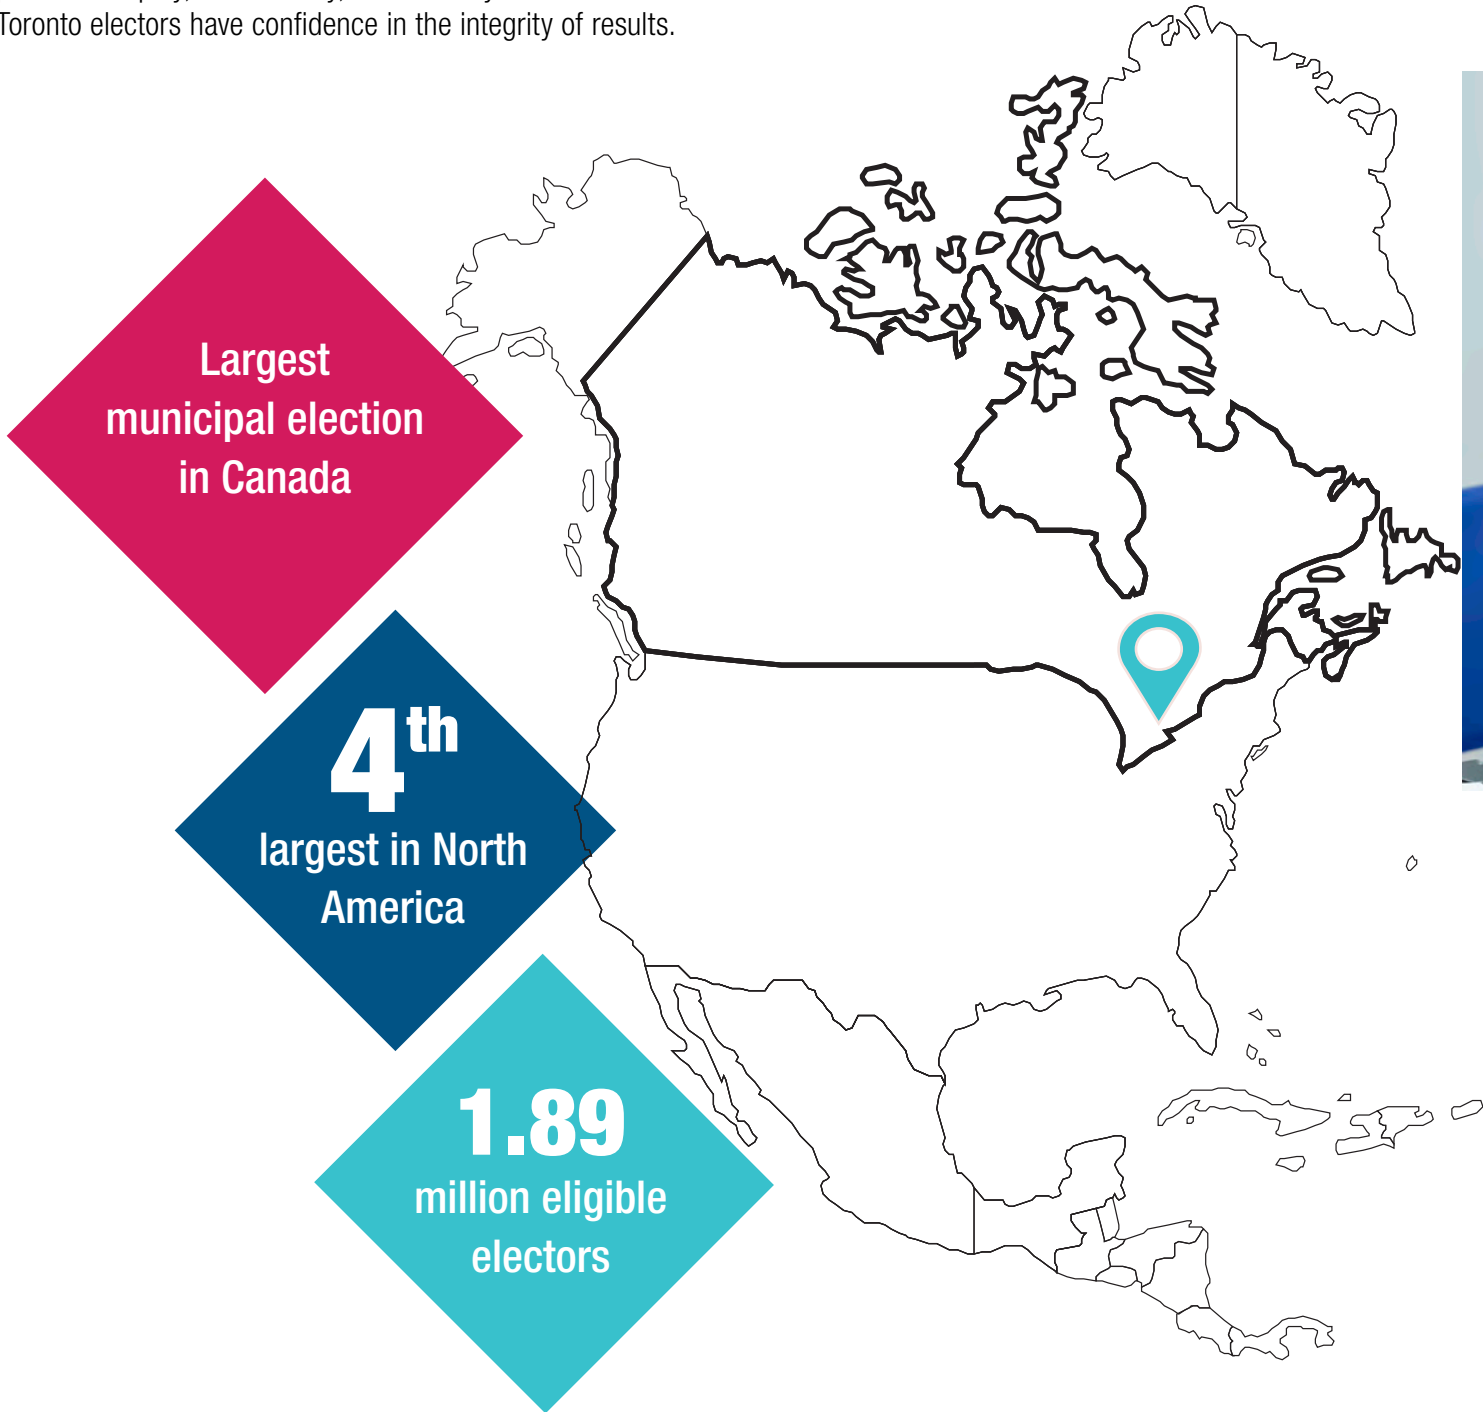 Toronto electors have confidence in the integrity of results.
Largest
municipal election
in Canada
4th
largest in North
America
1.89
million eligible
electors